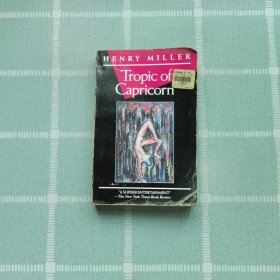 HENRY MILLER
Tropic of
Capricorn
"A SUPERB ENTERTAINMENT"
—The New York Times Book Review